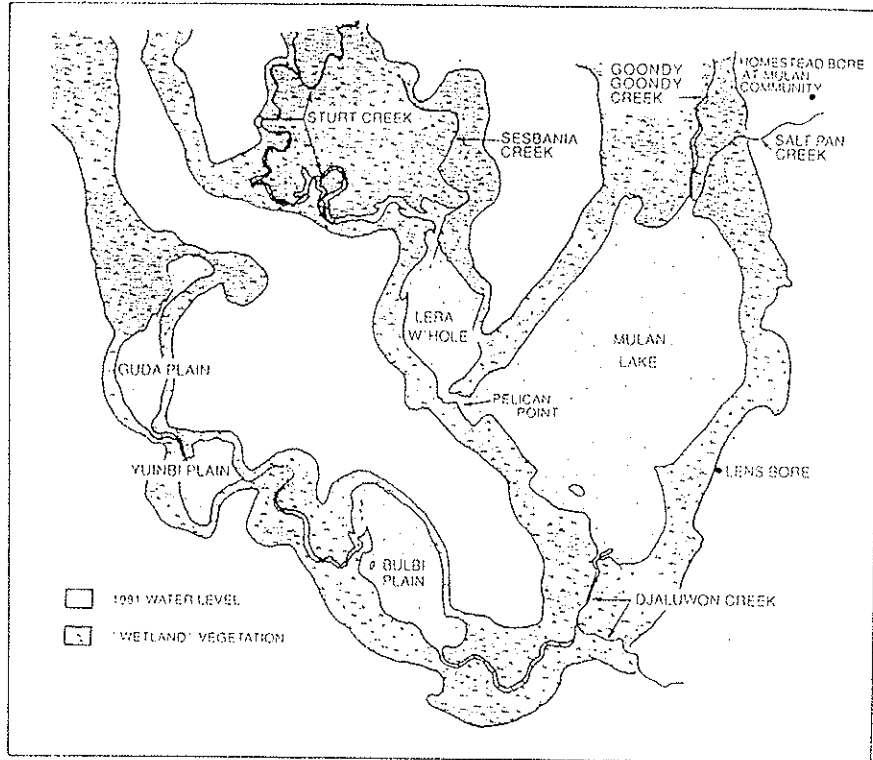 HOMESTEAD BORE
AT MULAN
COMMUNITY
GOONDY
GOONDY
CREEK
STURT CREEK
SESBANIA
CREEK
SALT PAN
CREEK
LERA
W'HOLE
MULAN
LAKE
GUDA PLAIN
PELICAN
POINT
YUINBI PLAIN
LENS BORE
BULBI
PLAIN
DJALUWON CREEK
1981 WATER LEVEL
"WETLAND" VEGETATION